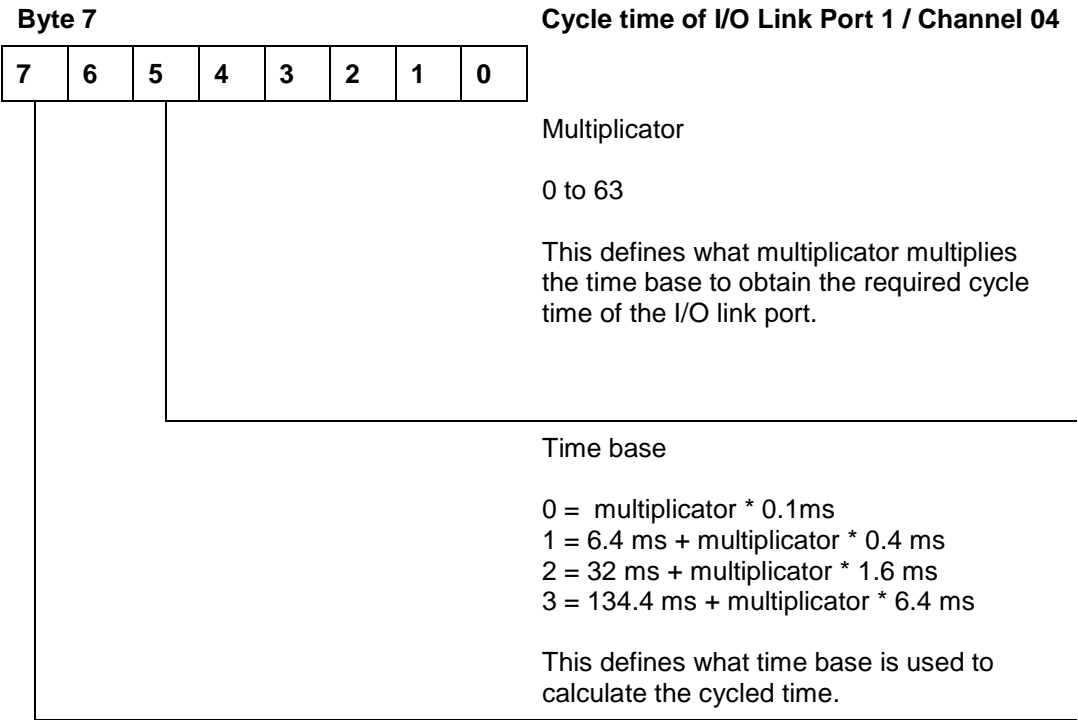 Byte 7 Cycle time of I/O Link Port 1 / Channel 04
7 6 5 4 3 2 1 0
Multiplicator
0 to 63
This defines what multiplicator multiplies
the time base to obtain the required cycle
time of the I/O link port.
Time base
0 = multiplicator * 0.1ms
1 = 6.4 ms + multiplicator * 0.4 ms
2 = 32 ms + multiplicator * 1.6 ms
3 = 134.4 ms + multiplicator * 6.4 ms
This defines what time base is used to
calculate the cycled time.